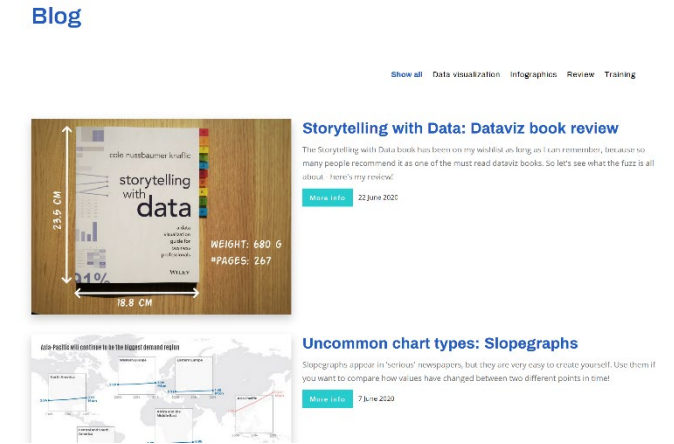 Blog
Show all Data visualization Infographics Review Training
Storytelling with Data: Dataviz book review
The Storytelling with Data book has been on my wishlist as long as I can remember, because so
many people recommend it as one of the must read dataviz books. So let's see what the fuzz is all
about - here's my review!
More info 22 June 2020
cole nussbaumer knaflic
storytelling
with
data
a data
visualization
guide for
business
professionals
WILEY
91%
23.5 CM
WEIGHT: 680 G
#PAGES: 267
18.8 CM
Uncommon chart types: Slopegraphs
Slopegraphs appear in 'serious' newspapers, but they are very easy to create yourself. Use them if
you want to compare how values have changed between two different points in time!
More info 7 June 2020
Asia-Pacific will continue to be the biggest demand region